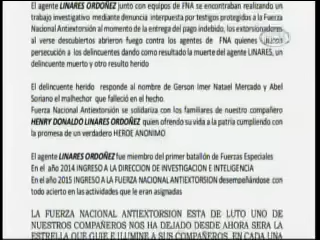 El agente LINARES ORDOÑEZ junto con equipos de FNA se encontraban realizando un
trabajo investigativo mediante denuncia interpuesta por testigos protegidos a la Fuerza
Nacional Antiextorsión al momento de la entrega del pago indebido, los extorsionadores
al verse descubiertos abrieron fuego contra los agentes de FNA quienes
persecución a los delincuentes dando como resultado la muerte del agente LINARES, un
delincuente muerto y otro resulto herido
El delincuente herido responde al nombre de Gerson Imer Natael Mercado y Abel
Soriano el malhechor que falleció en el hecho.
Fuerza Nacional Antiextorsión se solidariza con los familiares de nuestro compañero
HENRY DONALDO LINARES ORDOÑEZ quien ofrendo su vida a la patria cumpliendo con
la promesa de un verdadero HEROE ANONIMO
El agente LINARES ORDOÑEZ fue miembro del primer batallón de Fuerzas Especiales
En el año 2014 INGRESO A LA DIRECCION DE INVESTIGACION E INTELIGENCIA
En el año 2015 INGRESO A LA FUERZA NACIONAL ANTIEXTORSION desempeñándose con
todo acierto en las actividades que le eran asignadas
LA FUERZA NACIONAL ANTIEXTORSION ESTA DE LUTO UNO DE
NUESTROS COMPAÑEROS NOS HA DEJADO DESDE AHORA SERA LA
ESTRELLA QUE GUIE E ILUMINE A SUS COMPAÑEROS, EN CADA UNA